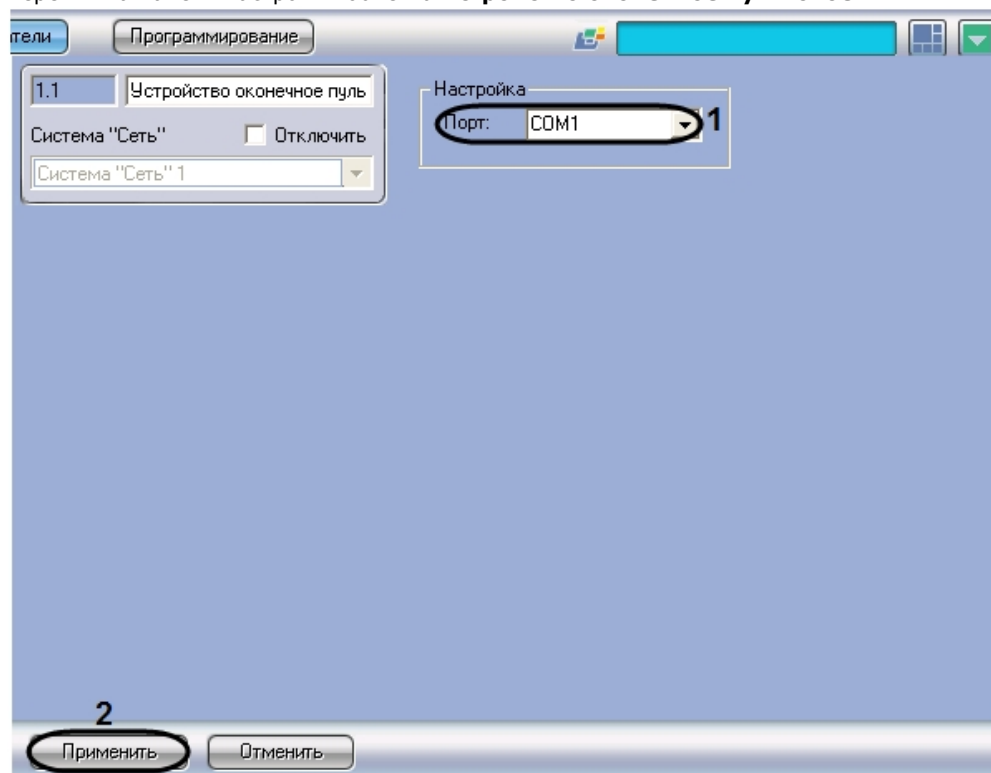 тели
Программирование
1.1
Устройство оконечное пуль
Система "Сеть"
Отключить
Система "Сеть" 1
Настройка
Порт:
COM1
1
2
Применить
Отменить